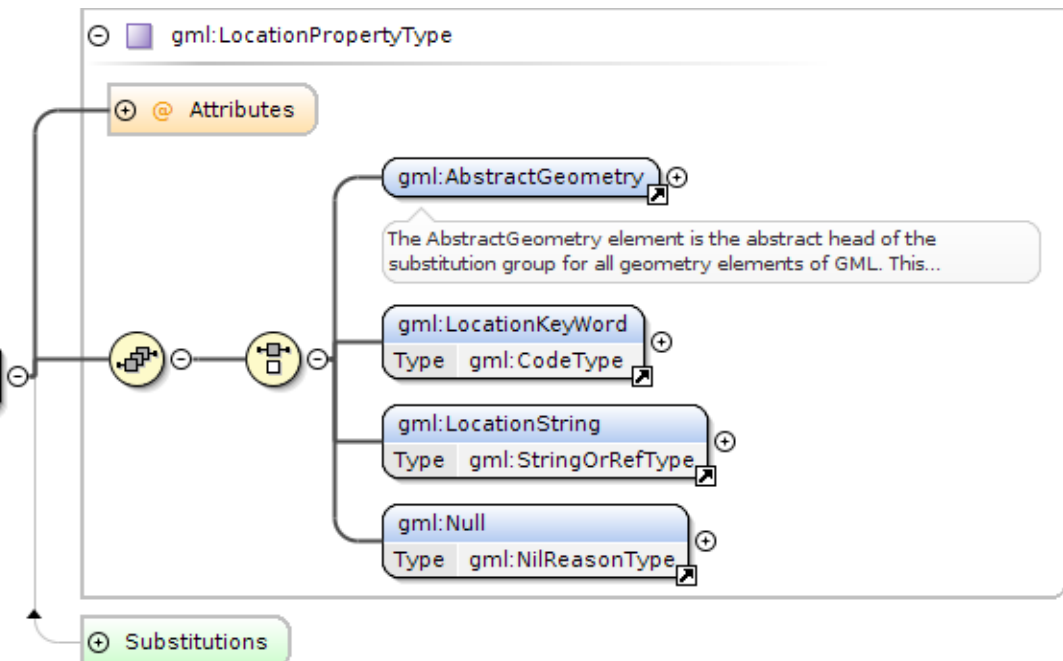 gml:LocationPropertyType
@ Attributes
gml:AbstractGeometry
The AbstractGeometry element is the abstract head of the
substitution group for all geometry elements of GML. This...
gml:LocationKeyWord
Type gml:CodeType
gml:LocationString
Type gml:StringOrRefType
gml:Null
Type gml:NilReasonType
Substitutions